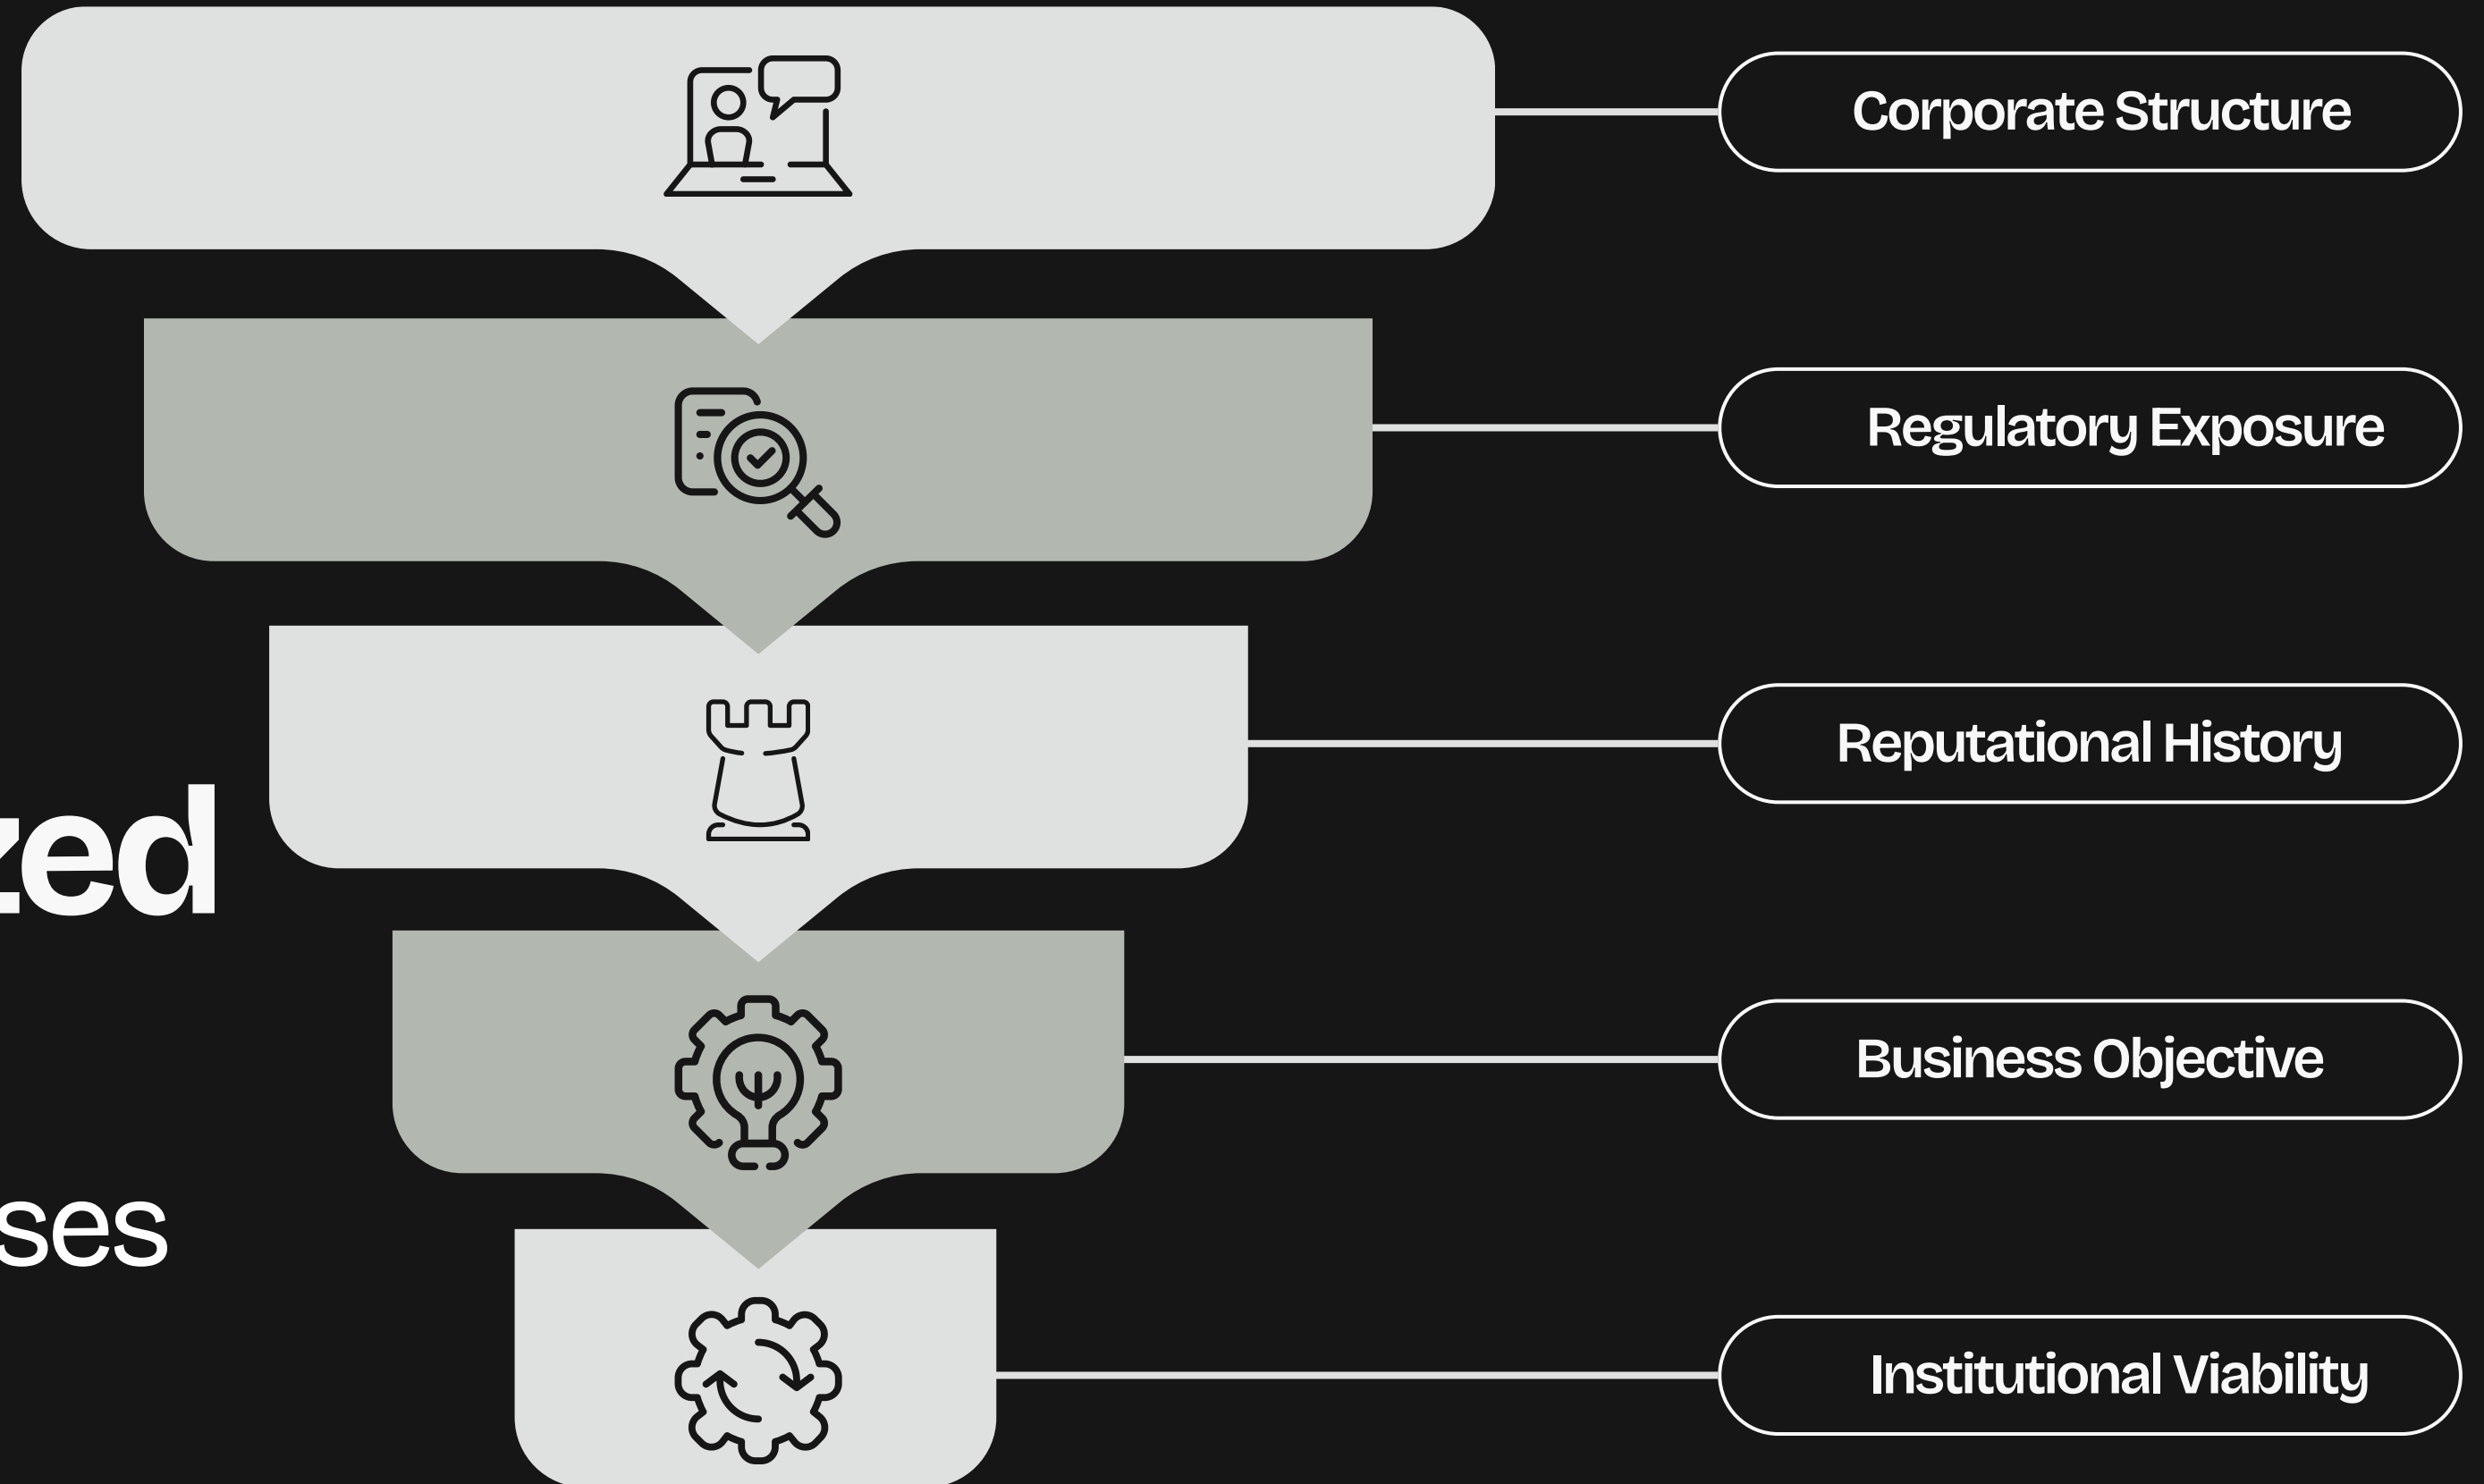 Corporate Structure
Regulatory Exposure
Reputational History
zed
Business Objective
ses
Institutional Viability